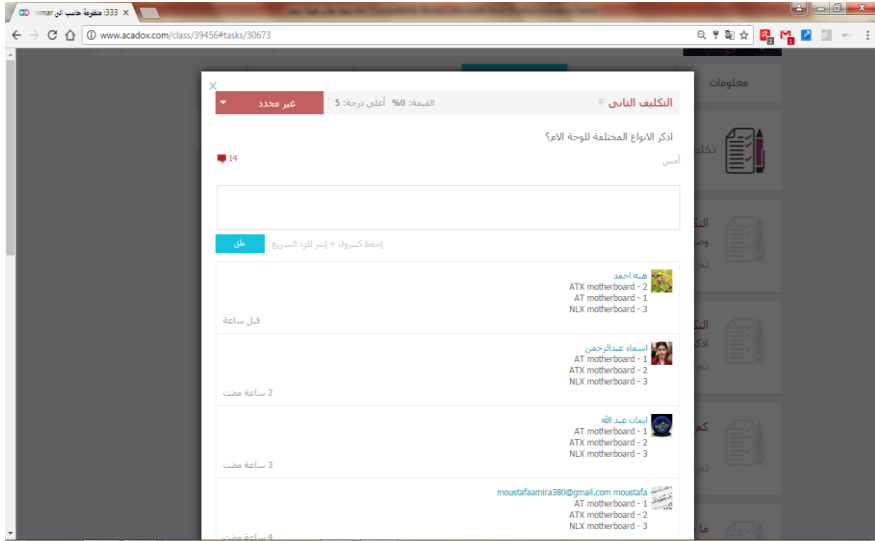 333: منظومة حاسب الي
www.acadox.com/class/39456#tasks/30673
معلومات
التكليف الثانى
القيمة: 0% أعلى درجة: 5
غير محدد
اذكر الانواع المختلفة للوحة الام؟
أمس
14
علق
إضغط كنترول + إنتر للرد السريع
هبه احمد
ATX motherboard - 2
AT motherboard - 1
NLX motherboard - 3
قبل ساعة
اسماء عبدالرحمن
AT motherboard - 1
ATX motherboard - 2
NLX motherboard - 3
2 ساعة مضت
ايمان عبد الله
AT motherboard - 1
ATX motherboard - 2
NLX motherboard - 3
3 ساعة مضت
moustafaamira380@gmail.com moustafa
AT motherboard - 1
ATX motherboard - 2
NLX motherboard - 3
4 ساعة مضت